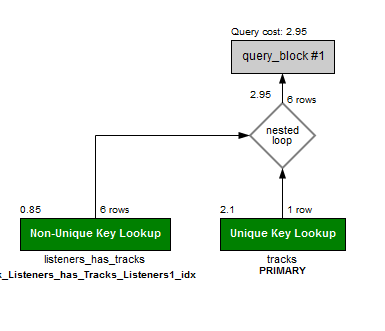 Query cost: 2.95
query_block #1
2.95
6 rows
nested
loop
0.85
6 rows
2.1
1 row
Non-Unique Key Lookup
Unique Key Lookup
listeners_has_tracks
tracks
_Listeners_has_Tracks_Listeners1_idx
PRIMARY